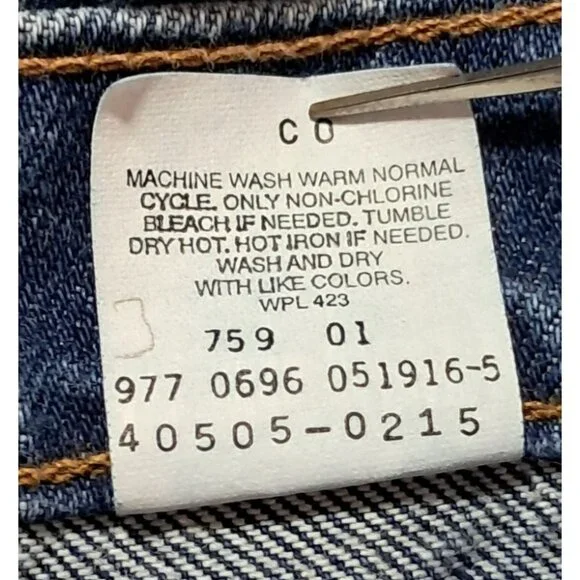 C O
MACHINE WASH WARM NORMAL
CYCLE. ONLY NON-CHLORINE
BLEACH IF NEEDED. TUMBLE
DRY HOT. HOT IRON IF NEEDED.
WASH AND DRY
WITH LIKE COLORS.
WPL 423
759 01
977 0696 051916-5
40505-0215